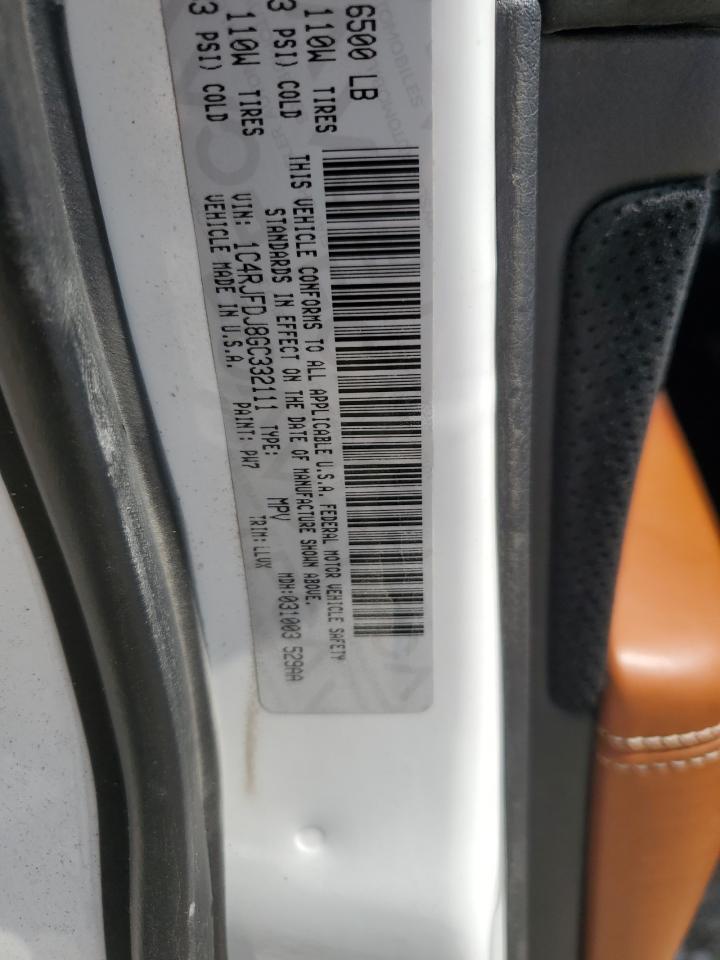 6500 LB
110W TIRES
3 PSI) COLD
110W TIRES
3 PSI) COLD
THIS VEHICLE CONFORMS TO ALL APPLICABLE U.S.A. FEDERAL MOTOR VEHICLE SAFETY
STANDARDS IN EFFECT ON THE DATE OF MANUFACTURE SHOWN ABOVE.
VIN: 1C4RJFDJ8GC332111 TYPE: MPV MDH:031003 529AA
VEHICLE MADE IN U.S.A. PAINT: PW7 TRIM:LLVX